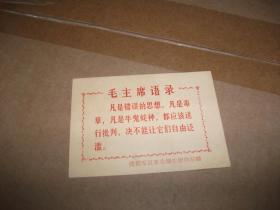 毛主席语录
凡是错误的思想，凡是毒
草，凡是牛鬼蛇神，都应该进
行批判，决不能让它们自由泛
滥。